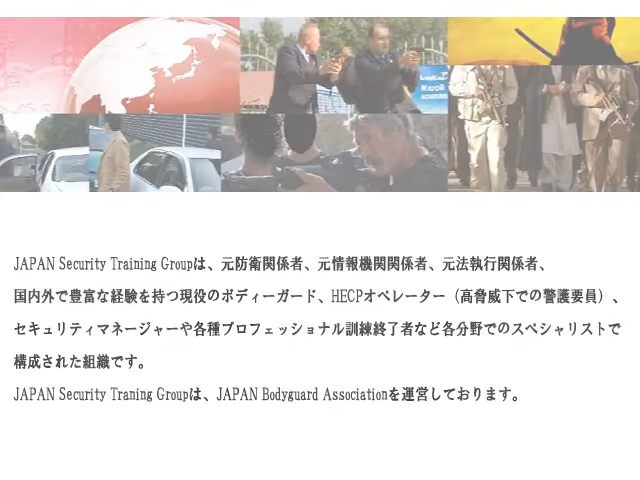 Жагой
JAPAN Security Training Groupは、元防衛関係者、元情報機関関係者、元法執行関係者、
国内外で豊富な経験を持つ現役のボディーガード、HECPオペレーター（高脅威下での警護要員）、
セキュリティマネージャーや各種プロフェッショナル訓練終了者など各分野でのスペシャリストで
構成された組織です。
JAPAN Security Traning Groupは、JAPAN Bodyguard Associationを運営しております。